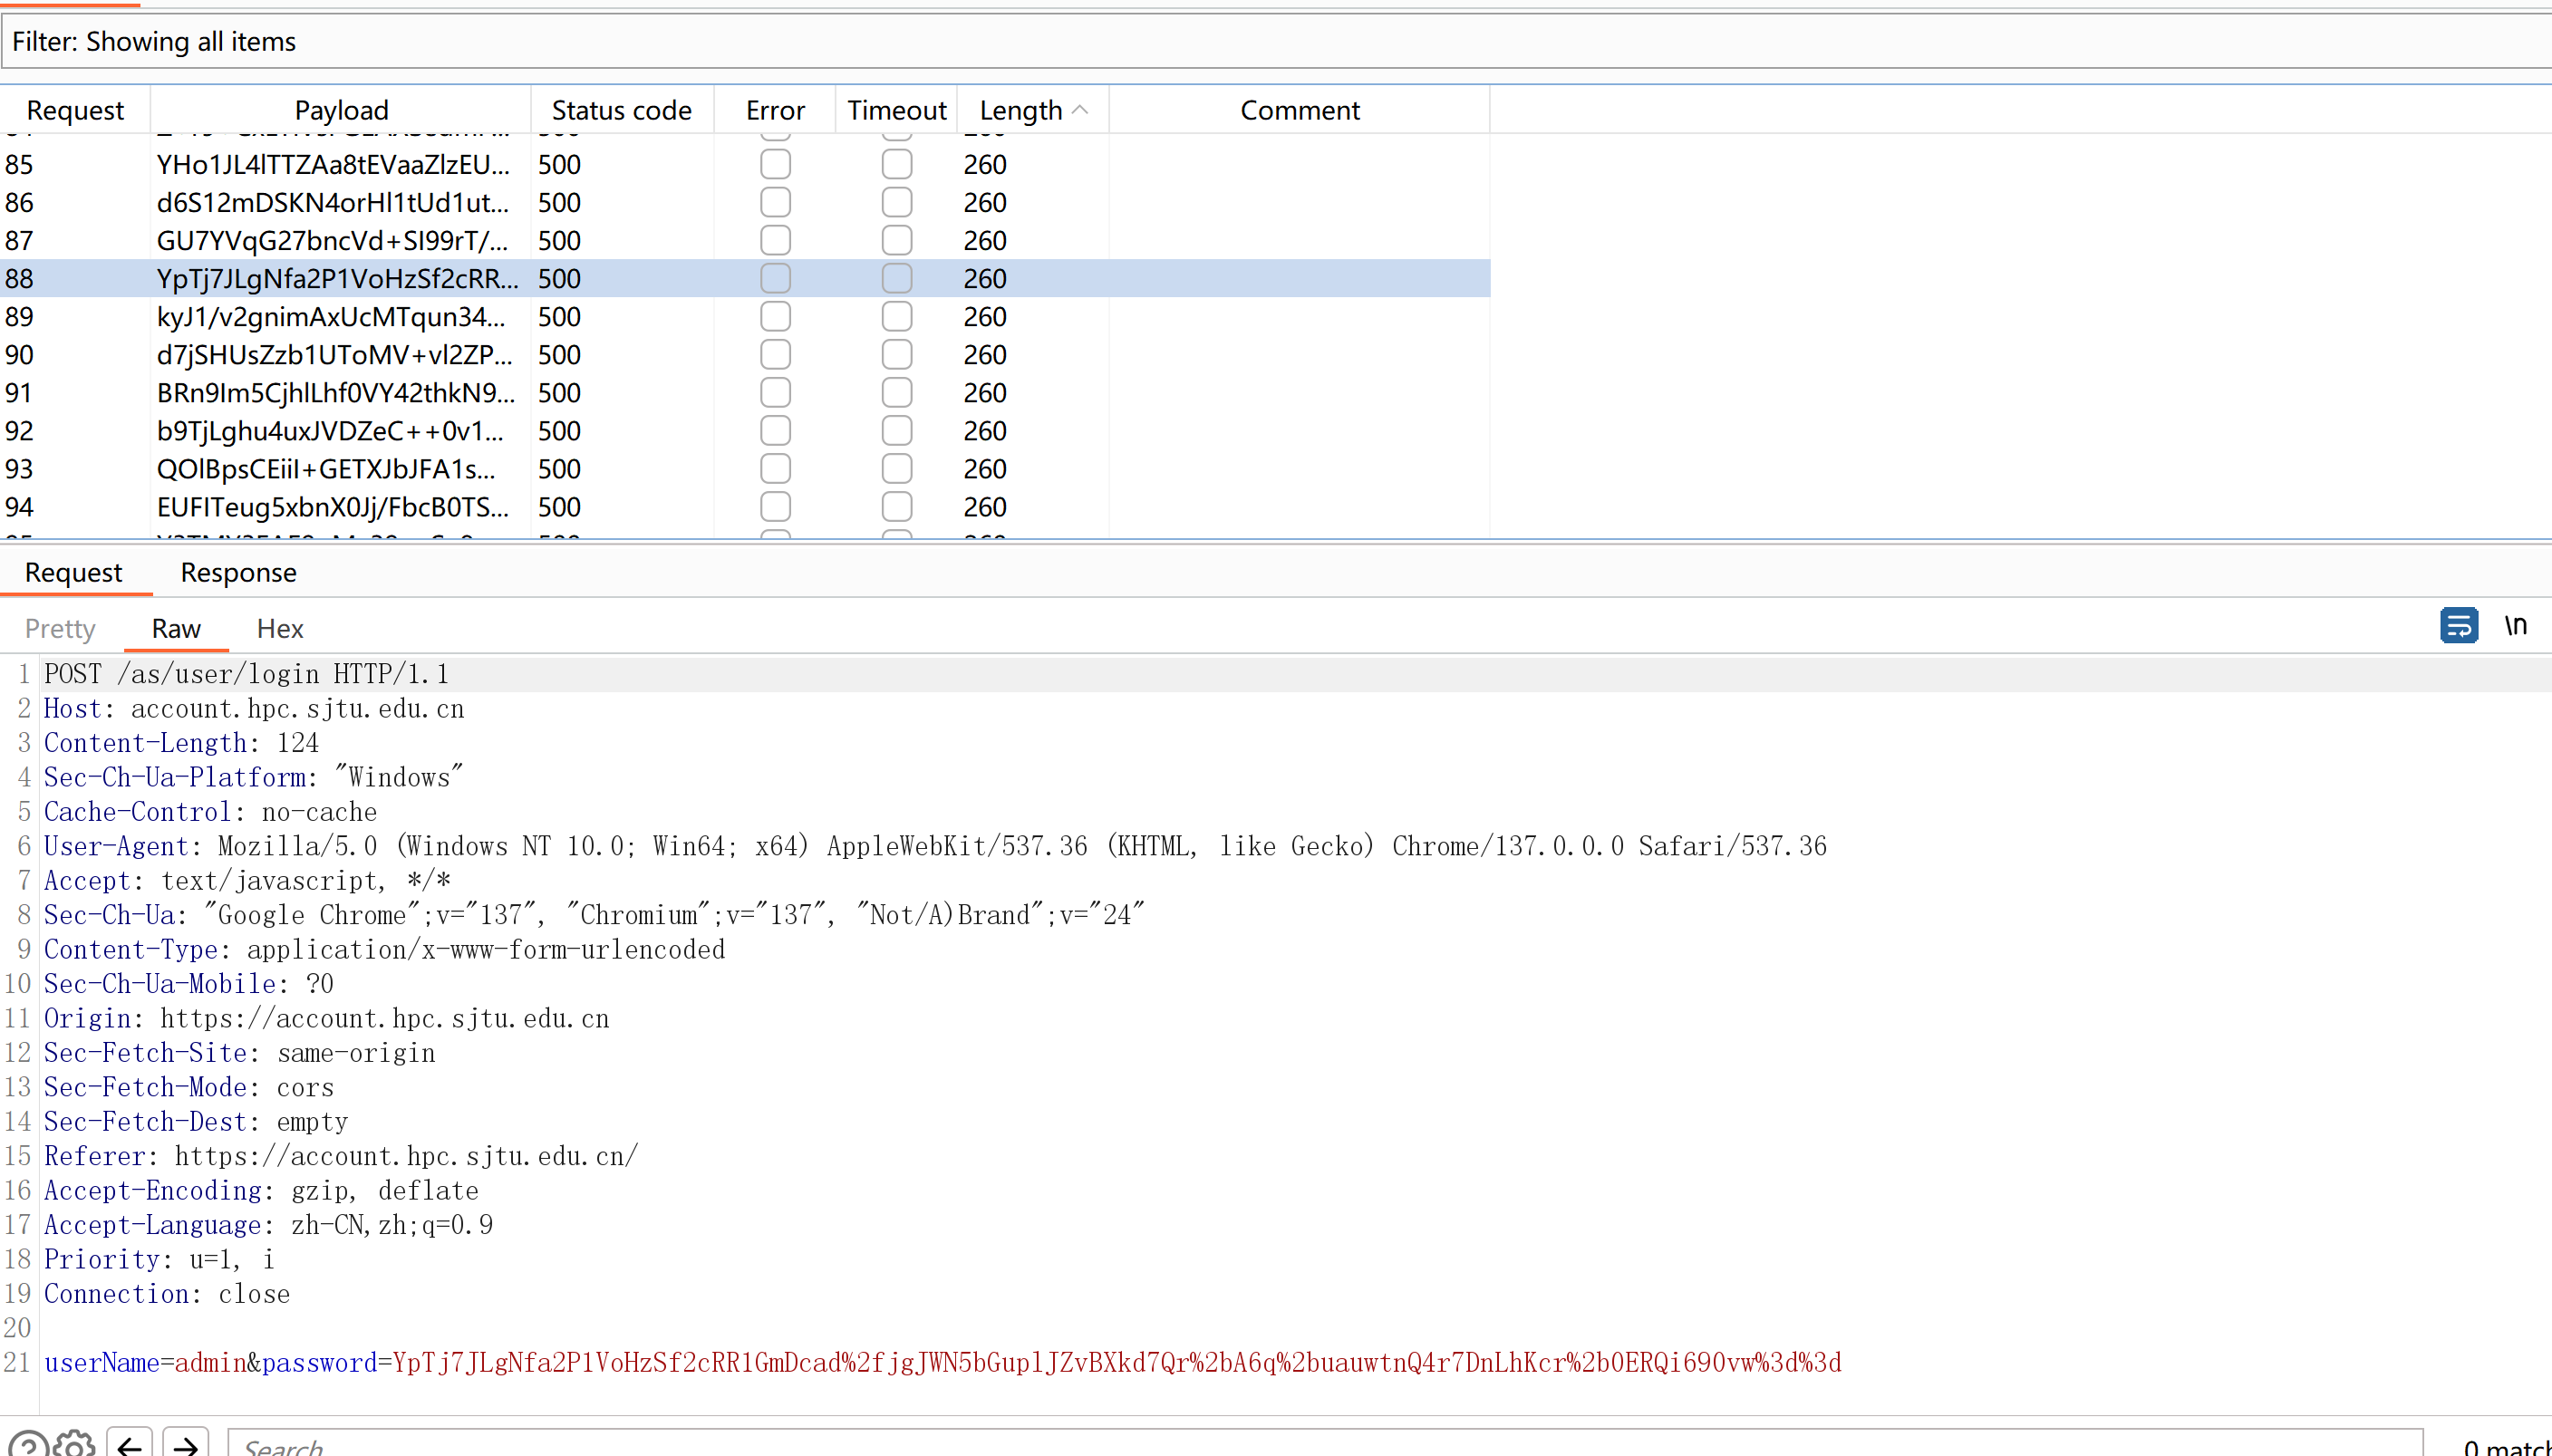 Filter: Showing all items
Request Payload Status code Error Timeout Length Comment
85 YHo1JL4lTTZAa8tEVaaZlzEU... 500 260
86 d6S12mDSKN4orHl1tUd1ut... 500 260
87 GU7YVqG27bncVd+SI99rT/... 500 260
88 YpTj7JLgNfa2P1VoHzSf2cRR... 500 260
89 kyJ1/v2gnimAxUcMTqun34... 500 260
90 d7jSHUsZzb1UToMV+vl2ZP... 500 260
91 BRn9Im5CjhlLhf0VY42thkN9... 500 260
92 b9TjLghu4uxJVDZeC++0v1... 500 260
93 QOlBpsCEiiI+GETXJbJFA1s... 500 260
94 EUFITeug5xbnX0Jj/FbcB0TS... 500 260
Request Response
Pretty Raw Hex \n
1 POST /as/user/login HTTP/1.1
2 Host: account.hpc.sjtu.edu.cn
3 Content-Length: 124
4 Sec-Ch-Ua-Platform: "Windows"
5 Cache-Control: no-cache
6 User-Agent: Mozilla/5.0 (Windows NT 10.0; Win64; x64) AppleWebKit/537.36 (KHTML, like Gecko) Chrome/137.0.0.0 Safari/537.36
7 Accept: text/javascript, */*
8 Sec-Ch-Ua: "Google Chrome";v="137", "Chromium";v="137", "Not/A)Brand";v="24"
9 Content-Type: application/x-www-form-urlencoded
10 Sec-Ch-Ua-Mobile: ?0
11 Origin: https://account.hpc.sjtu.edu.cn
12 Sec-Fetch-Site: same-origin
13 Sec-Fetch-Mode: cors
14 Sec-Fetch-Dest: empty
15 Referer: https://account.hpc.sjtu.edu.cn/
16 Accept-Encoding: gzip, deflate
17 Accept-Language: zh-CN,zh;q=0.9
18 Priority: u=1, i
19 Connection: close
20
21 userName=admin&password=YpTj7JLgNfa2P1VoHzSf2cRR1GmDcad%2fjgJWN5bGuplJZvBXkd7Qr%2bA6q%2buauwtnQ4r7DnLhKcr%2b0ERQi690vw%3d%3d
Search
0 match